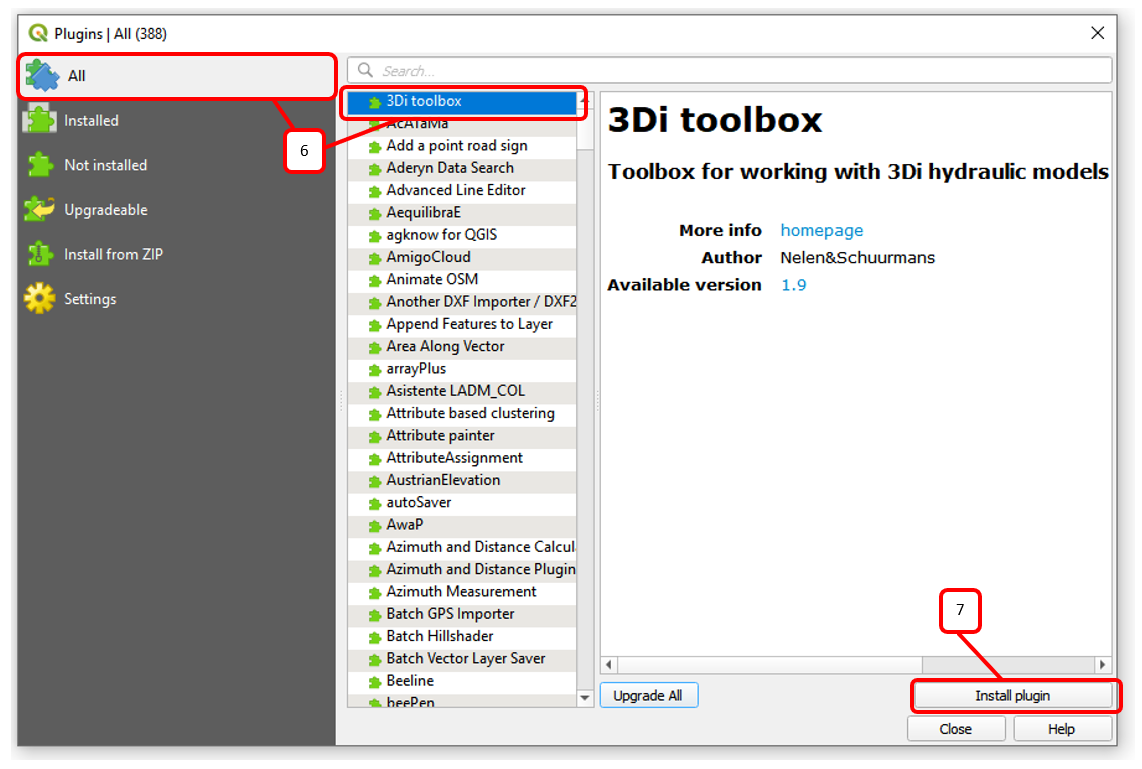 Plugins | All (388)
All
Installed
Not installed
Upgradeable
Install from ZIP
Settings
6
Search...
3Di toolbox
AcATaMa
Add a point road sign
Aderyn Data Search
Advanced Line Editor
AequilibraE
agknow for QGIS
AmigoCloud
Animate OSM
Another DXF Importer / DXF2
Append Features to Layer
Area Along Vector
arrayPlus
Asistente LADM_COL
Attribute based clustering
Attribute painter
AttributeAssignment
AustrianElevation
autoSaver
AwaP
Azimuth and Distance Calcul
Azimuth and Distance Plugin
Azimuth Measurement
Batch GPS Importer
Batch Hillshader
Batch Vector Layer Saver
Beeline
beePen
3Di toolbox
Toolbox for working with 3Di hydraulic models
More info homepage
Author Nelen&Schuurmans
Available version 1.9
7
Upgrade All
Install plugin
Close
Help